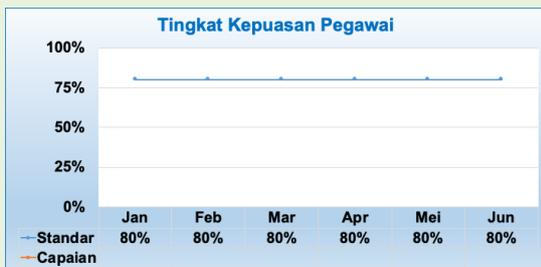 Tingkat Kepuasan Pegawai
100%
75%
50%
25%
0%
Jan Feb Mar Apr Mei Jun
Standar 80% 80% 80% 80% 80% 80%
Capaian